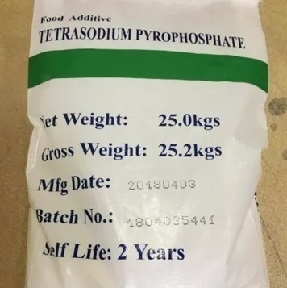 Food Additive
TETRASODIUM PYROPHOSPHATE
Net Weight: 25.0kgs
Gross Weight: 25.2kgs
Mfg Date: 20180403
Batch No.: 1804035441
Self Life: 2 Years